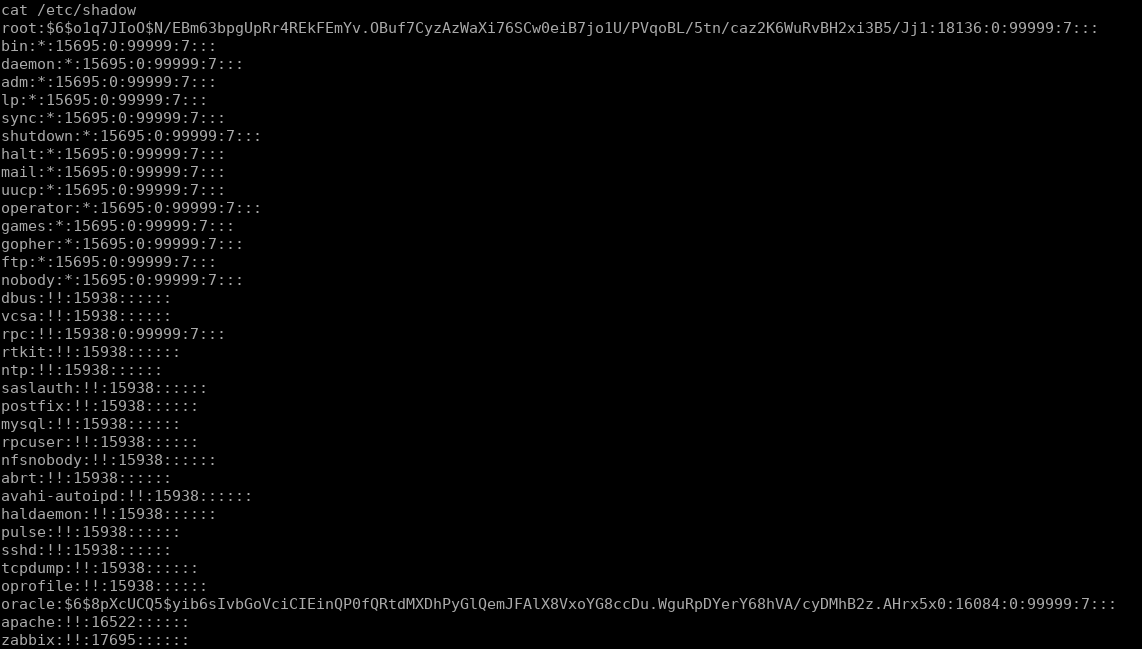 cat /etc/shadow
root:$6$o1q7JIoO$N/EBm63bpgUpRr4REkFEmYv.OBuf7CyzAzWaXi76SCw0eiB7jo1U/PVqoBL/5tn/caz2K6WuRvBH2xi3B5/Jj1:18136:0:99999:7:::
bin:*:15695:0:99999:7:::
daemon:*:15695:0:99999:7:::
adm:*:15695:0:99999:7:::
lp:*:15695:0:99999:7:::
sync:*:15695:0:99999:7:::
shutdown:*:15695:0:99999:7:::
halt:*:15695:0:99999:7:::
mail:*:15695:0:99999:7:::
uucp:*:15695:0:99999:7:::
operator:*:15695:0:99999:7:::
games:*:15695:0:99999:7:::
gopher:*:15695:0:99999:7:::
ftp:*:15695:0:99999:7:::
nobody:*:15695:0:99999:7:::
dbus:!!:15938::::::
vcsa:!!:15938::::::
rpc:!!:15938:0:99999:7:::
rtkit:!!:15938::::::
ntp:!!:15938::::::
saslauth:!!:15938::::::
postfix:!!:15938::::::
mysql:!!:15938::::::
rpcuser:!!:15938::::::
nfsnobody:!!:15938::::::
abrt:!!:15938::::::
avahi-autoipd:!!:15938::::::
haldaemon:!!:15938::::::
pulse:!!:15938::::::
sshd:!!:15938::::::
tcpdump:!!:15938::::::
oprofile:!!:15938::::::
oracle:$6$8pXcUCQ5$yib6sIvbGoVciCIEinQP0fQRtdMXDhPyGlQemJFAlX8VxoYG8ccDu.WguRpDYerY68hVA/cyDMhB2z.AHrx5x0:16084:0:99999:7:::
apache:!!:16522::::::
zabbix:!!:17695::::::